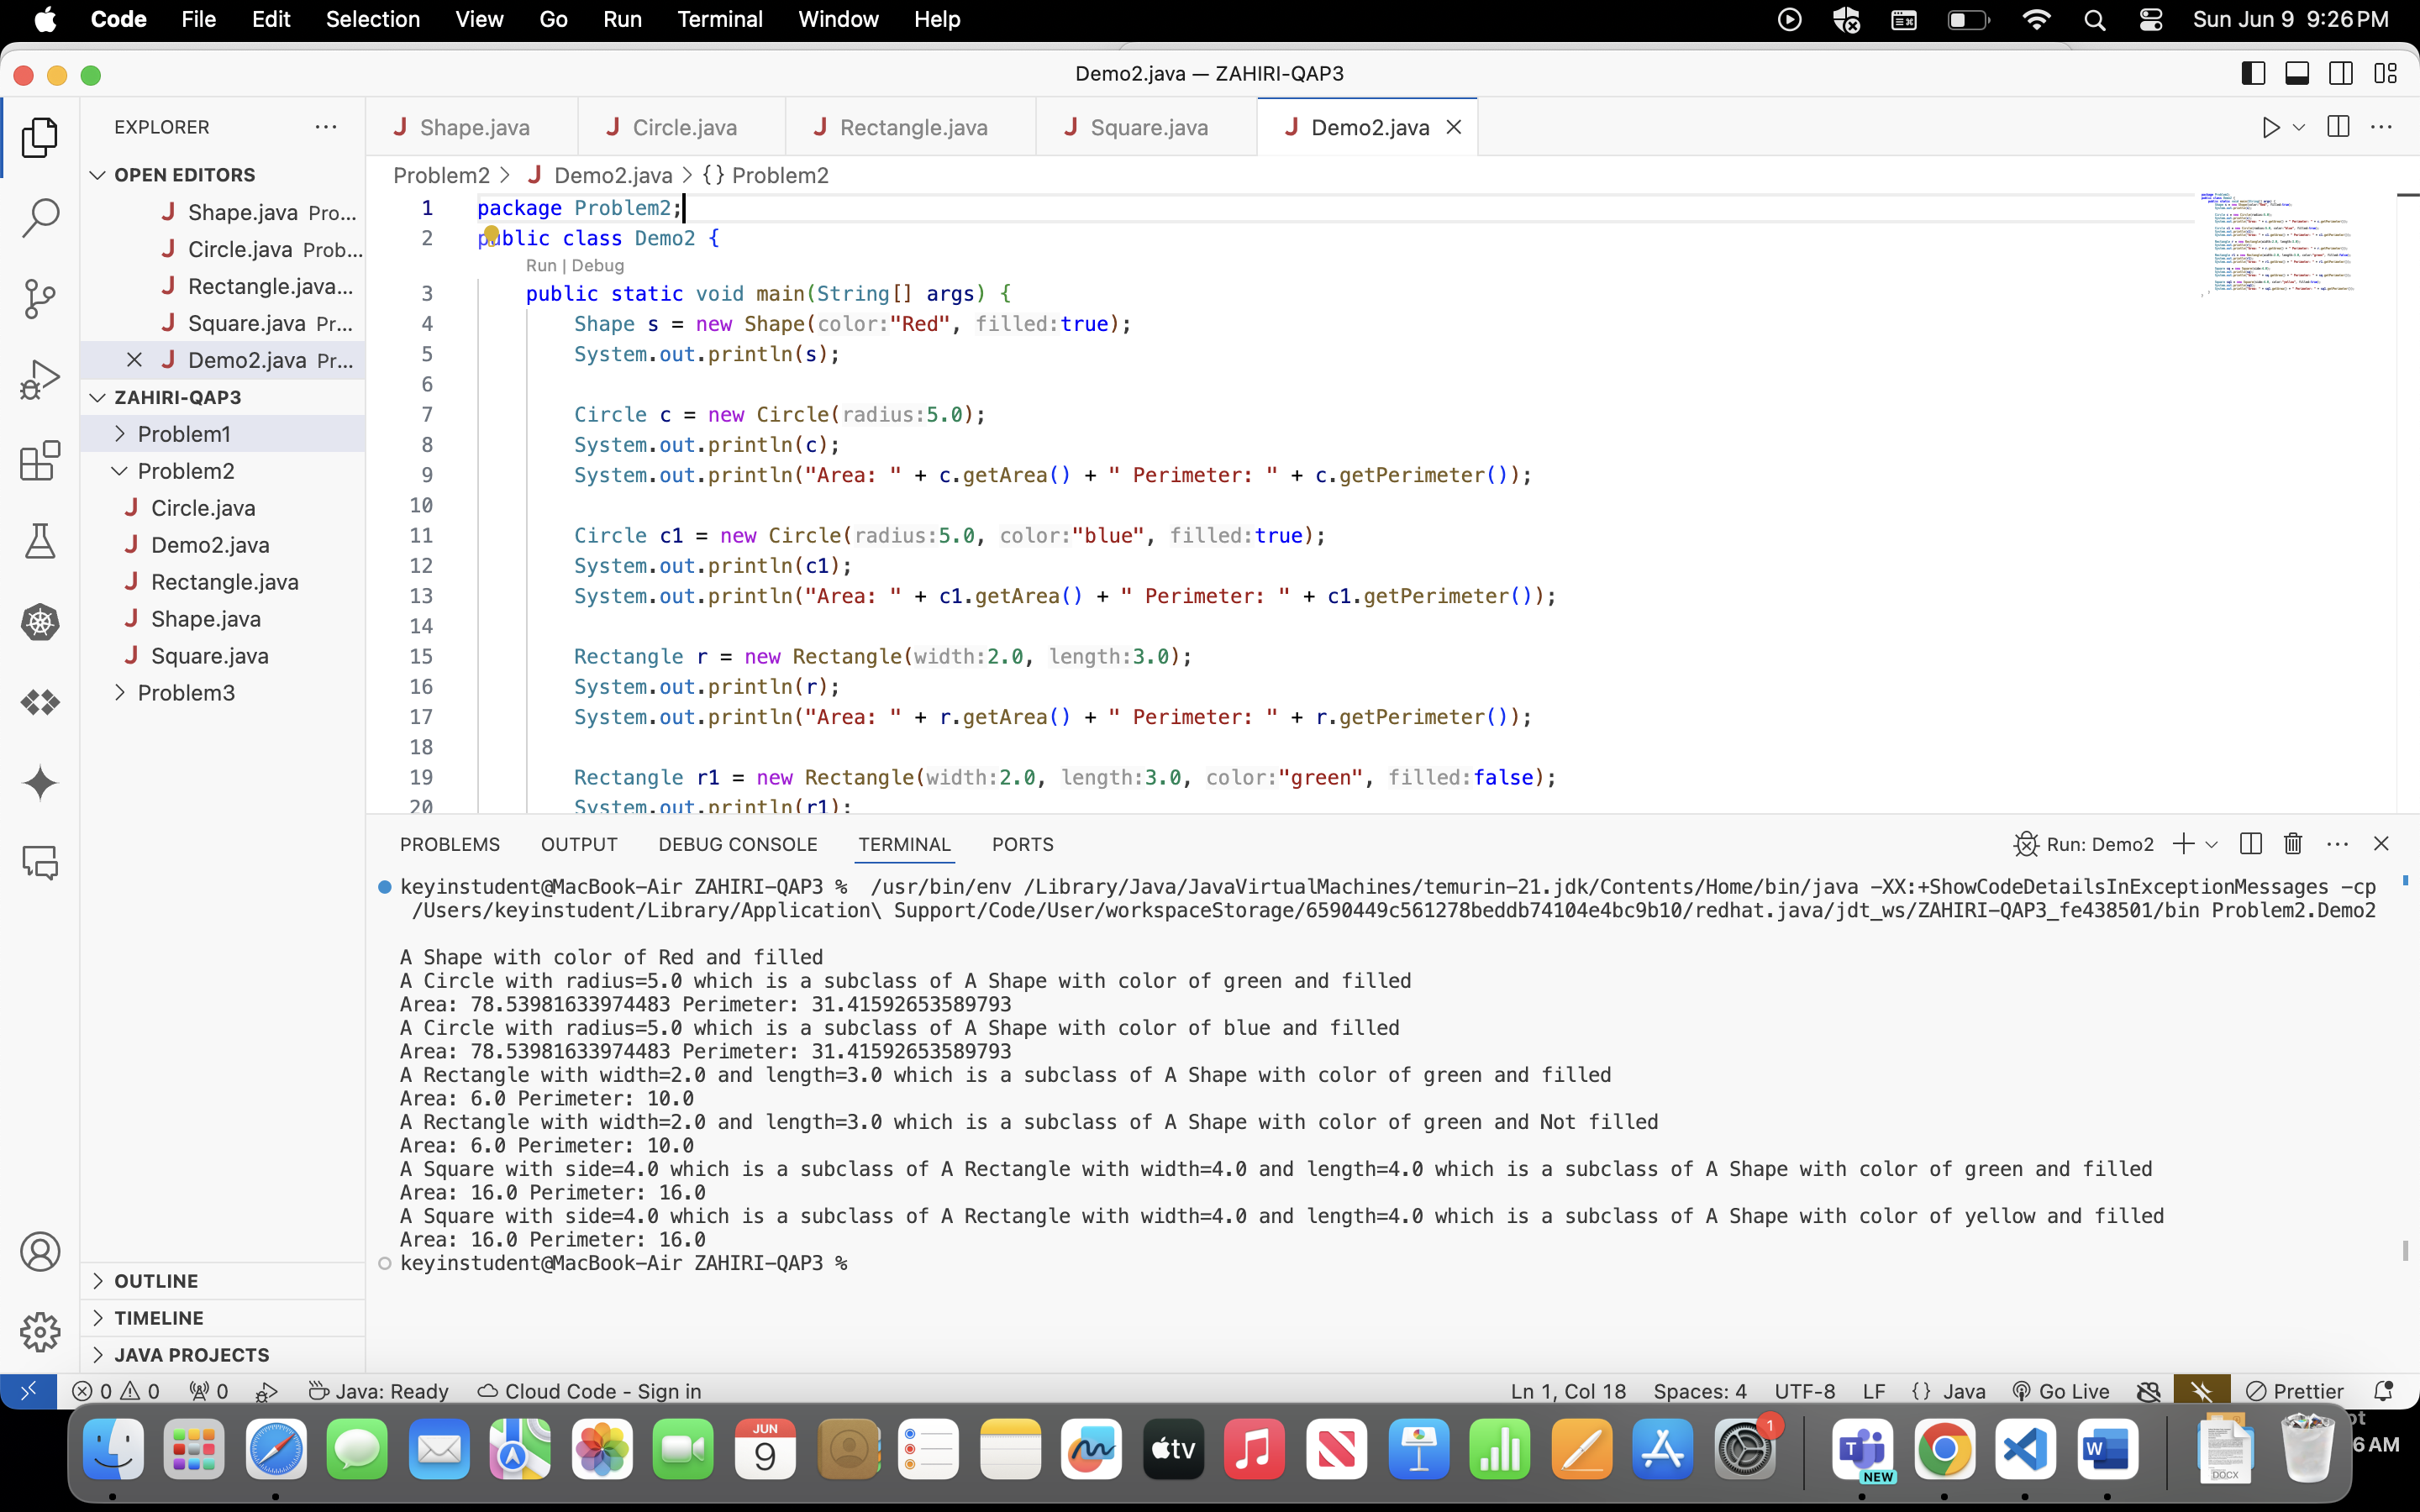 Code File Edit Selection View Go Run Terminal Window Help Sun Jun 9 9:26 PM
Demo2.java — ZAHIRI-QAP3
EXPLORER
Shape.java Circle.java Rectangle.java Square.java Demo2.java
OPEN EDITORS
Shape.java Pro...
Circle.java Prob...
Rectangle.java...
Square.java Pr...
Demo2.java Pr...
ZAHIRI-QAP3
Problem1
Problem2
Circle.java
Demo2.java
Rectangle.java
Shape.java
Square.java
Problem3
OUTLINE
TIMELINE
JAVA PROJECTS
Problem2 > Demo2.java > {} Problem2
1 package Problem2;
2 public class Demo2 {
Run | Debug
3 public static void main(String[] args) {
4 Shape s = new Shape(color:"Red", filled:true);
5 System.out.println(s);
6
7 Circle c = new Circle(radius:5.0);
8 System.out.println(c);
9 System.out.println("Area: " + c.getArea() + " Perimeter: " + c.getPerimeter());
10
11 Circle c1 = new Circle(radius:5.0, color:"blue", filled:true);
12 System.out.println(c1);
13 System.out.println("Area: " + c1.getArea() + " Perimeter: " + c1.getPerimeter());
14
15 Rectangle r = new Rectangle(width:2.0, length:3.0);
16 System.out.println(r);
17 System.out.println("Area: " + r.getArea() + " Perimeter: " + r.getPerimeter());
18
19 Rectangle r1 = new Rectangle(width:2.0, length:3.0, color:"green", filled:false);
20 System.out.println(r1);
PROBLEMS OUTPUT DEBUG CONSOLE TERMINAL PORTS Run: Demo2
keyinstudent@MacBook-Air ZAHIRI-QAP3 % /usr/bin/env /Library/Java/JavaVirtualMachines/temurin-21.jdk/Contents/Home/bin/java -XX:+ShowCodeDetailsInExceptionMessages -cp
/Users/keyinstudent/Library/Application\ Support/Code/User/workspaceStorage/6590449c561278beddb74104e4bc9b10/redhat.java/jdt_ws/ZAHIRI-QAP3_fe438501/bin Problem2.Demo2
A Shape with color of Red and filled
A Circle with radius=5.0 which is a subclass of A Shape with color of green and filled
Area: 78.53981633974483 Perimeter: 31.41592653589793
A Circle with radius=5.0 which is a subclass of A Shape with color of blue and filled
Area: 78.53981633974483 Perimeter: 31.41592653589793
A Rectangle with width=2.0 and length=3.0 which is a subclass of A Shape with color of green and filled
Area: 6.0 Perimeter: 10.0
A Rectangle with width=2.0 and length=3.0 which is a subclass of A Shape with color of green and Not filled
Area: 6.0 Perimeter: 10.0
A Square with side=4.0 which is a subclass of A Rectangle with width=4.0 and length=4.0 which is a subclass of A Shape with color of green and filled
Area: 16.0 Perimeter: 16.0
A Square with side=4.0 which is a subclass of A Rectangle with width=4.0 and length=4.0 which is a subclass of A Shape with color of yellow and filled
Area: 16.0 Perimeter: 16.0
keyinstudent@MacBook-Air ZAHIRI-QAP3 %
0 0 0 Java: Ready Cloud Code - Sign in Ln 1, Col 18 Spaces: 4 UTF-8 LF {} Java Go Live Prettier
JUN
9
tv
1
T
NEW
W
DOCX
6 AM